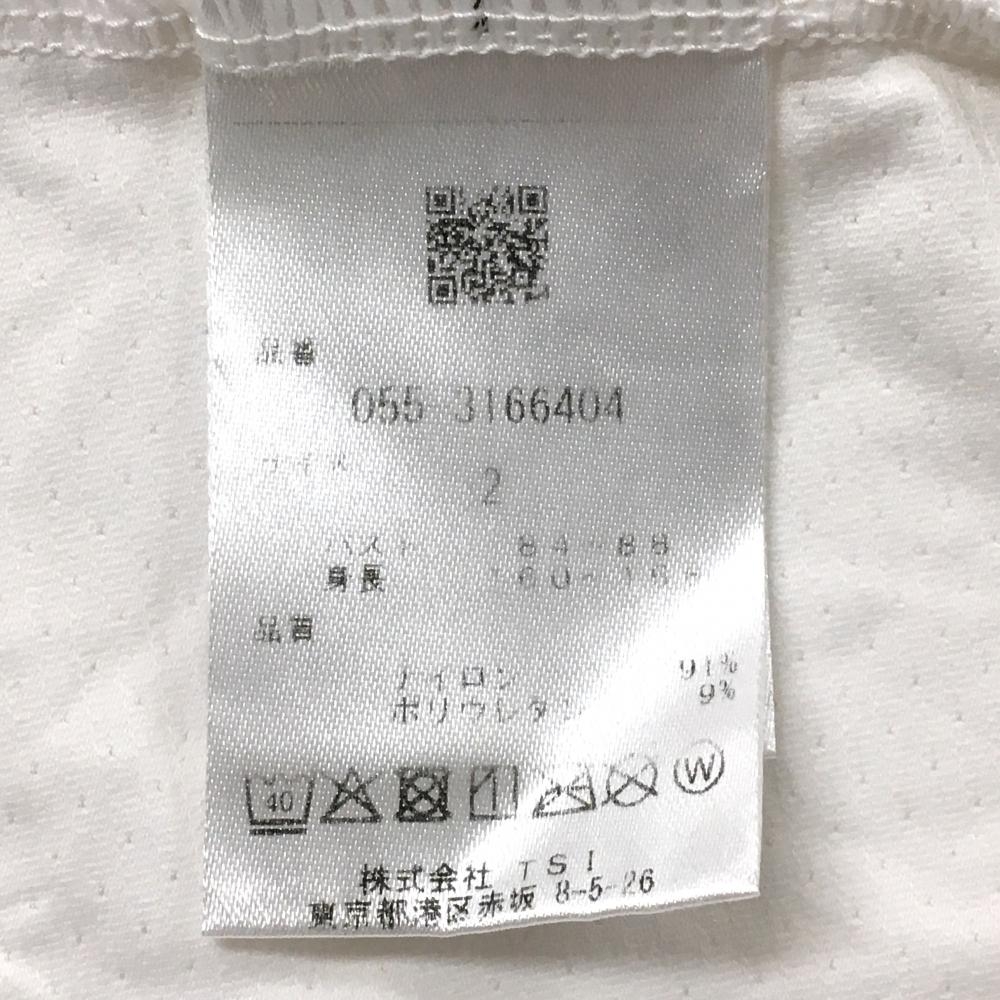 品番
055 3166404
サイズ
2
バスト 84-88
身長
品質
ナイロン 91%
ポリウレタン 9%
40
W
株式会社 TSI
東京都港区赤坂 8-5-26